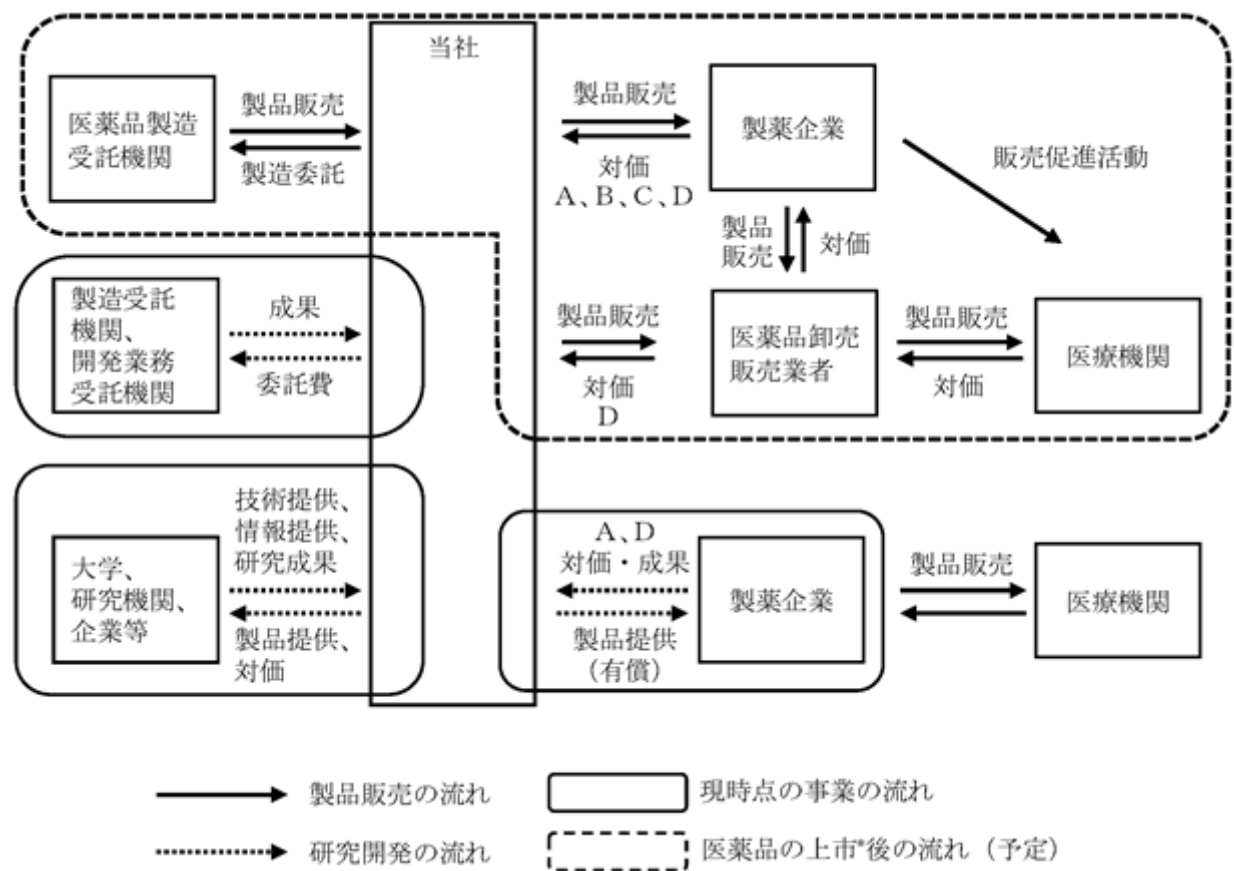 当社
医薬品製造
受託機関
製品販売
製造委託
製品販売
対価
A、B、C、D
製薬企業
販売促進活動
製品
販売
対価
製造受託
機関、
開発業務
受託機関
成果
委託費
製品販売
対価
D
医薬品卸売
販売業者
製品販売
対価
医療機関
大学、
研究機関、
企業等
技術提供、
情報提供、
研究成果
製品提供、
対価
A、D
対価・成果
製品提供
(有償)
製薬企業
製品販売
医療機関
製品販売の流れ
現時点の事業の流れ
研究開発の流れ
医薬品の上市*後の流れ（予定）